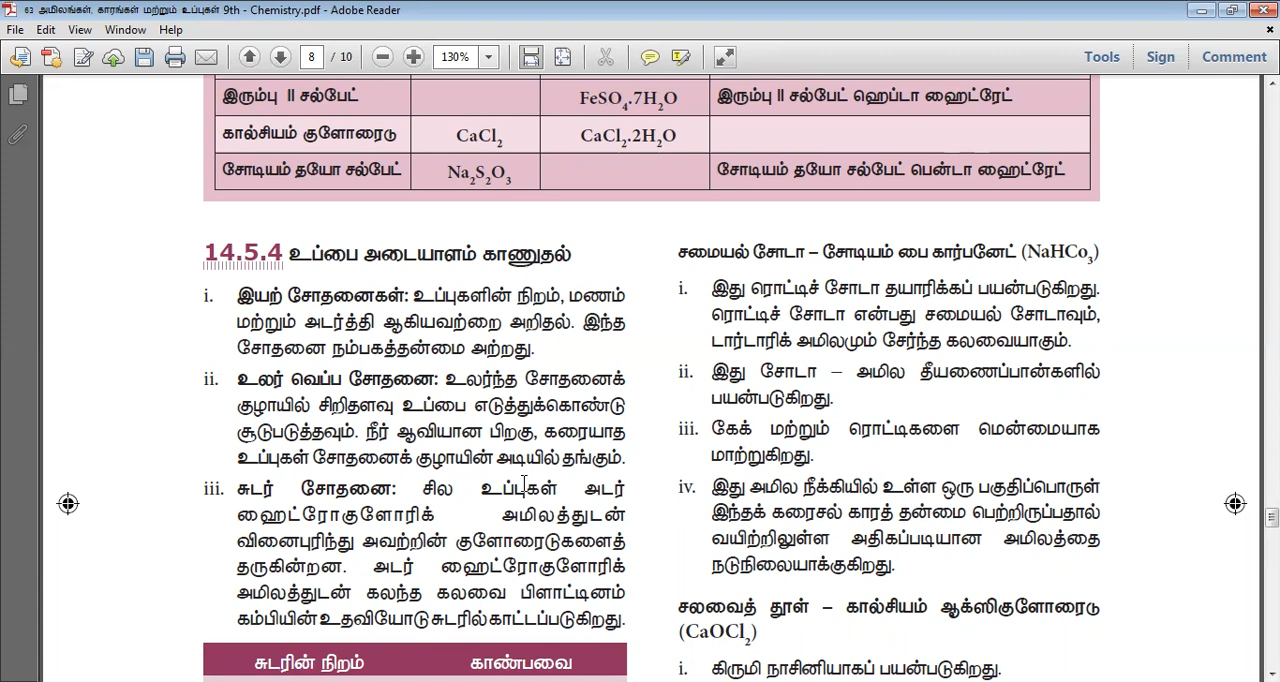 63 அமிலங்கள், காரங்கள் மற்றும் உப்புகள் 9th - Chemistry.pdf - Adobe Reader
File Edit View Window Help
8 / 10 130% Tools Sign Comment
இரும்பு II சல்பேட் FeSO₄.7H₂O இரும்பு II சல்பேட் ஹெப்டா ஹைட்ரேட்
கால்சியம் குளோரைடு CaCl₂ CaCl₂.2H₂O
சோடியம் தயோ சல்பேட் Na₂S₂O₃ சோடியம் தயோ சல்பேட் பென்டா ஹைட்ரேட்
14.5.4 உப்பை அடையாளம் காணுதல்
i. இயற் சோதனைகள்: உப்புகளின் நிறம், மணம்
மற்றும் அடர்த்தி ஆகியவற்றை அறிதல். இந்த
சோதனை நம்பகத்தன்மை அற்றது.
ii. உலர் வெப்ப சோதனை: உலர்ந்த சோதனைக்
குழாயில் சிறிதளவு உப்பை எடுத்துக்கொண்டு
சூடுபடுத்தவும். நீர் ஆவியான பிறகு, கரையாத
உப்புகள் சோதனைக் குழாயின் அடியில் தங்கும்.
iii. சுடர் சோதனை: சில உப்புகள் அடர்
ஹைட்ரோகுளோரிக் அமிலத்துடன்
வினைபுரிந்து அவற்றின் குளோரைடுகளைத்
தருகின்றன. அடர் ஹைட்ரோகுளோரிக்
அமிலத்துடன் கலந்த கலவை பிளாட்டினம்
கம்பியின் உதவியோடு சுடரில் காட்டப்படுகிறது.
சுடரின் நிறம் காண்பவை
சமையல் சோடா – சோடியம் பை கார்பனேட் (NaHCo₃)
i. இது ரொட்டிச் சோடா தயாரிக்கப் பயன்படுகிறது.
ரொட்டிச் சோடா என்பது சமையல் சோடாவும்,
டார்டாரிக் அமிலமும் சேர்ந்த கலவையாகும்.
ii. இது சோடா – அமில தீயணைப்பான்களில்
பயன்படுகிறது.
iii. கேக் மற்றும் ரொட்டிகளை மென்மையாக
மாற்றுகிறது.
iv. இது அமில நீக்கியில் உள்ள ஒரு பகுதிப்பொருள்
இந்தக் கரைசல் காரத் தன்மை பெற்றிருப்பதால்
வயிற்றிலுள்ள அதிகப்படியான அமிலத்தை
நடுநிலையாக்குகிறது.
சலவைத் தூள் – கால்சியம் ஆக்ஸிகுளோரைடு
(CaOCl₂)
i. கிருமி நாசினியாகப் பயன்படுகிறது.